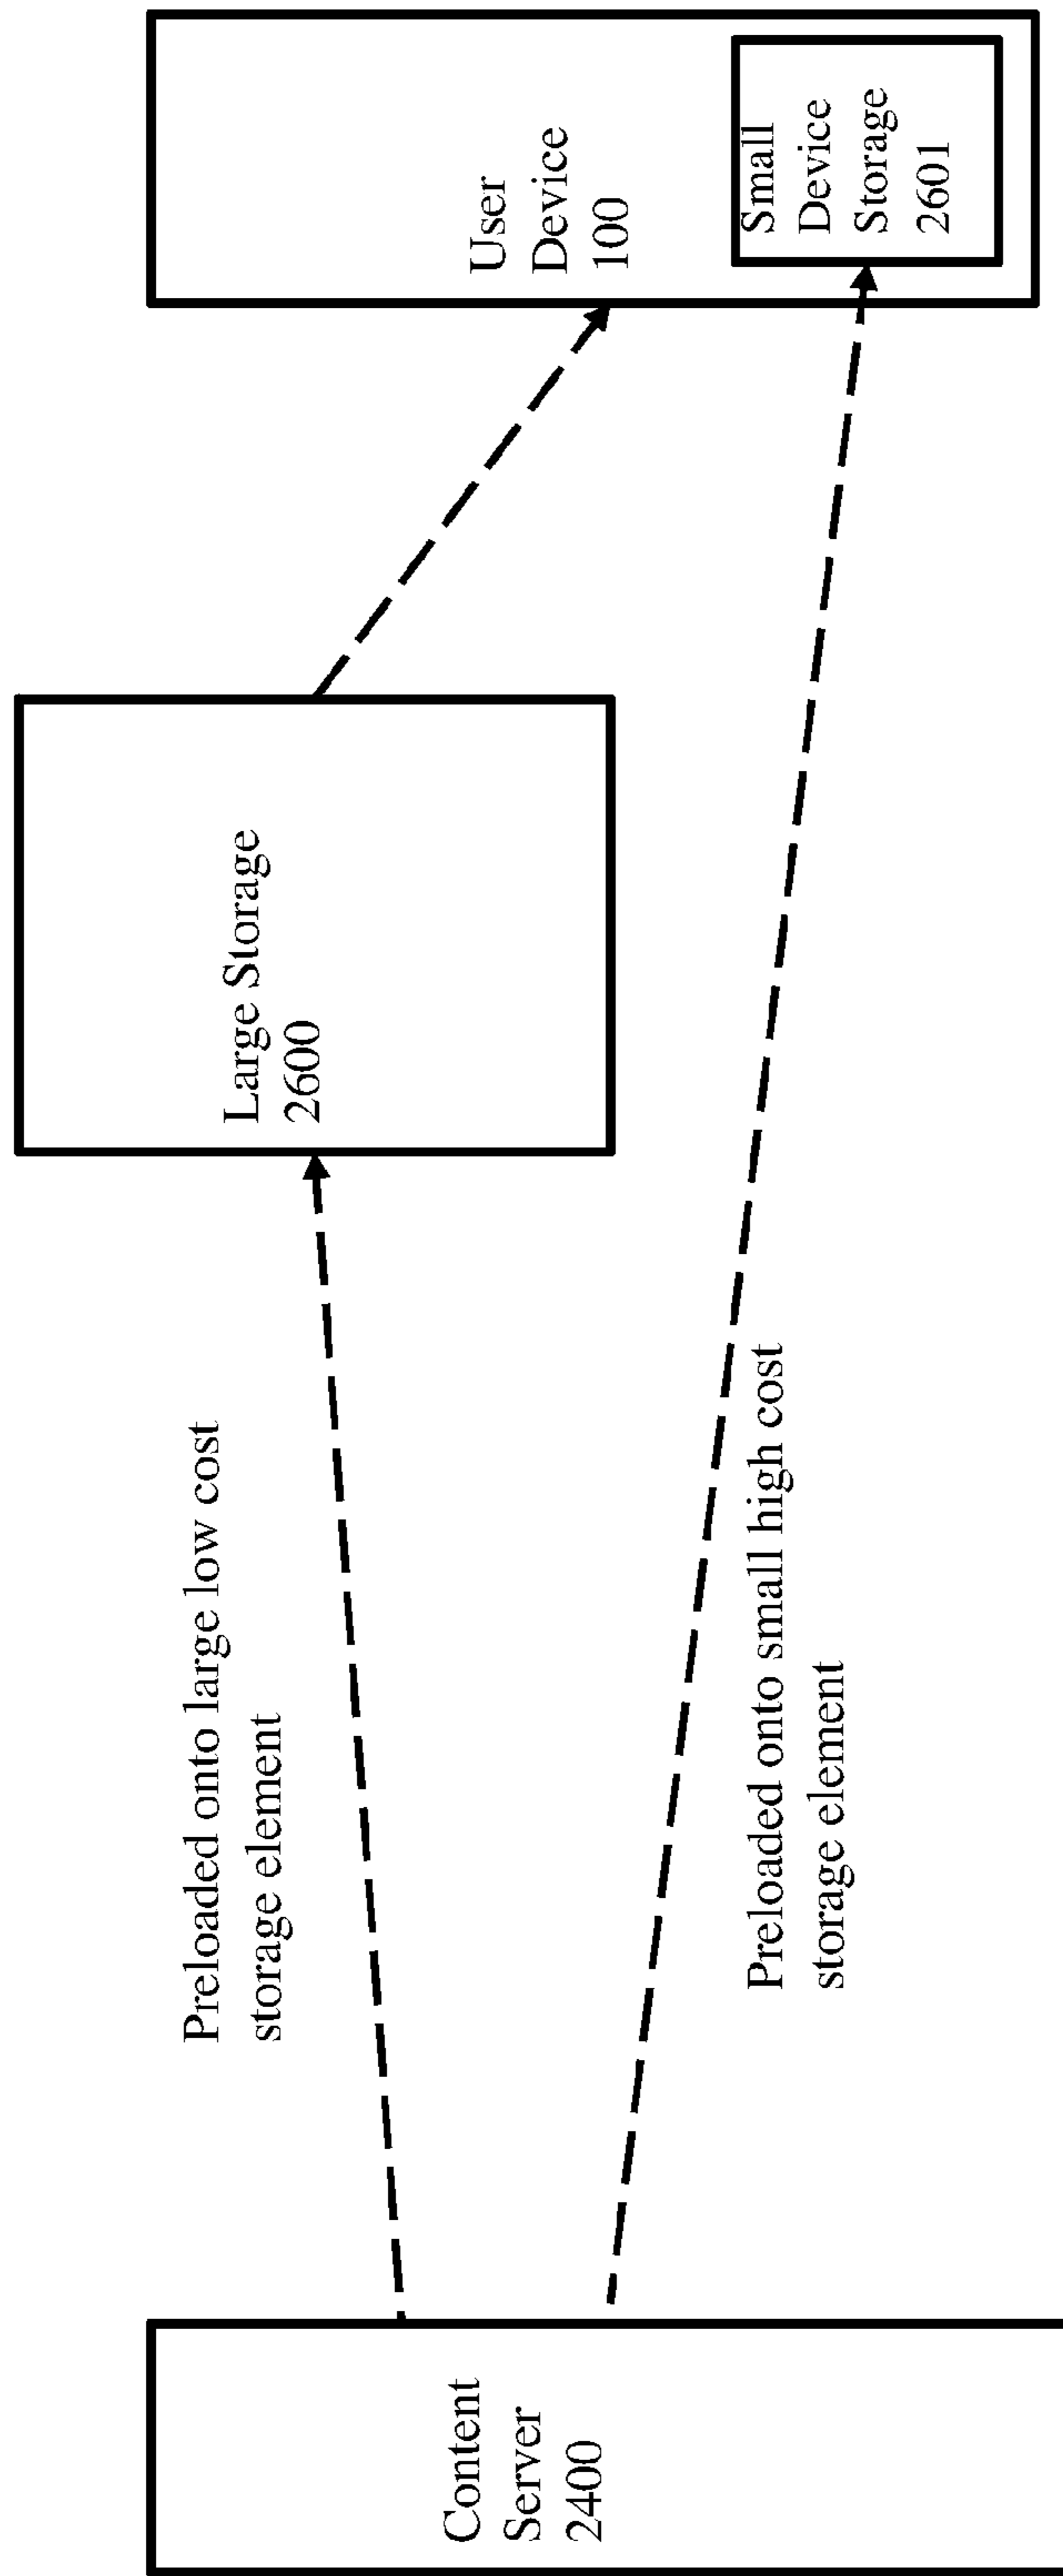 Content
Server
2400
Preloaded onto large low cost
storage element
Large Storage
2600
Preloaded onto small high cost
storage element
User
Device
100
Small
Device
Storage
2601